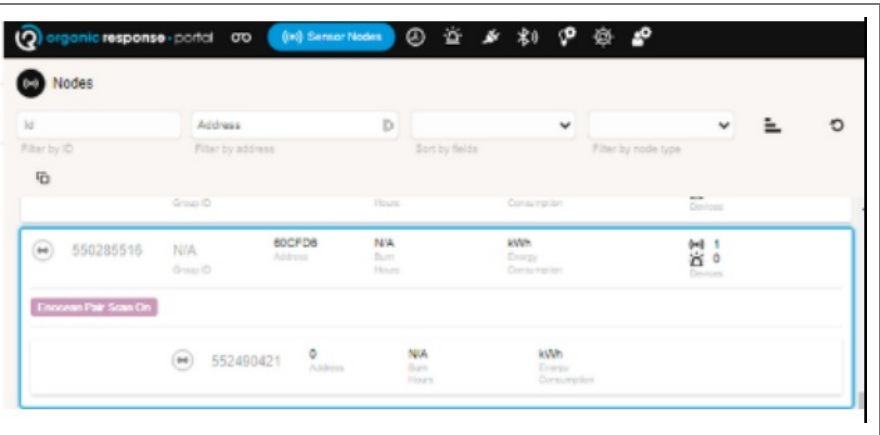 organic response - portal Sensor Nodes
Nodes
Id Address
Filter by ID Filter by address Sort by fields Filter by node type
Group ID Hours Consumption Devices
550285516 N/A 60CFD6 N/A kWh 1
Address Burn Energy 0
Group ID Hours Consumption Devices
Enocean Pair Scan On
552490421 0 N/A kWh
Address Burn Energy
Hours Consumption